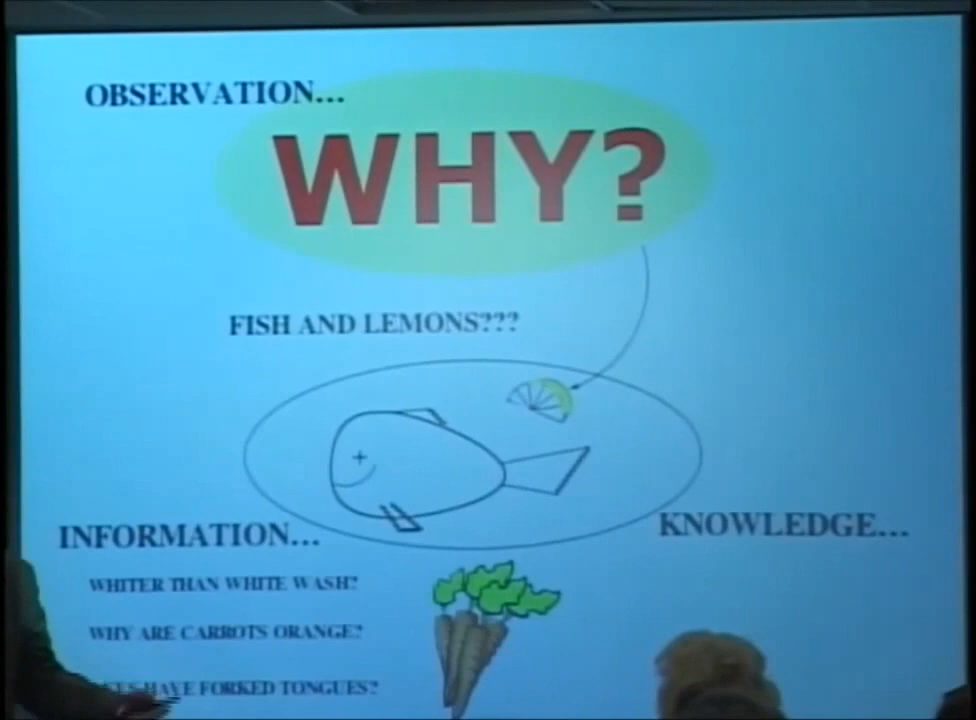 OBSERVATION...
WHY?
FISH AND LEMONS???
INFORMATION...
KNOWLEDGE...
WHITER THAN WHITE WASH?
WHY ARE CARROTS ORANGE?
HAVE FORKED TONGUES?